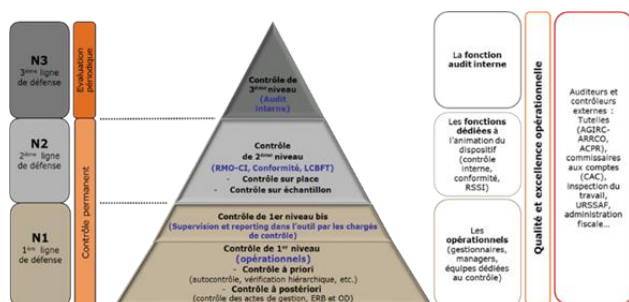 N3
3ème ligne
de défense
Evaluation
périodique
N2
2ème ligne
de défense
Contrôle permanent
N1
1ère ligne
de défense
Contrôle de
3ème niveau
(Audit
interne)
Contrôle
de 2ème niveau
(RMO-CI, Conformité, LCBFT)
- Contrôle sur place
- Contrôle sur échantillon
Contrôle de 1er niveau bis
(Supervision et reporting dans l'outil par les chargés
de contrôle)
Contrôle de 1er niveau
(opérationnels)
- Contrôle à priori
(autocontrôle, vérification hiérarchique, etc.)
- Contrôle à postériori
(contrôle des actes de gestion, ERB et OD)
La fonction
audit interne
Les fonctions
dédiées à
l'animation du
dispositif
(contrôle
interne,
conformité,
RSSI)
Les
opérationnels
(gestionnaires,
managers,
équipes dédiées
au contrôle)
Qualité et excellence opérationnelle
Auditeurs et
contrôleurs
externes :
Tutelles
(AGIRC-
ARRCO,
ACPR),
commissaires
aux comptes
(CAC),
inspection du
travail,
URSSAF,
administration
fiscale...